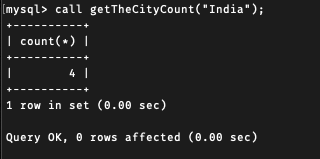 mysql> call getTheCityCount("India");
+----------+
| count(*) |
+----------+
|        4 |
+----------+
1 row in set (0.00 sec)
Query OK, 0 rows affected (0.00 sec)